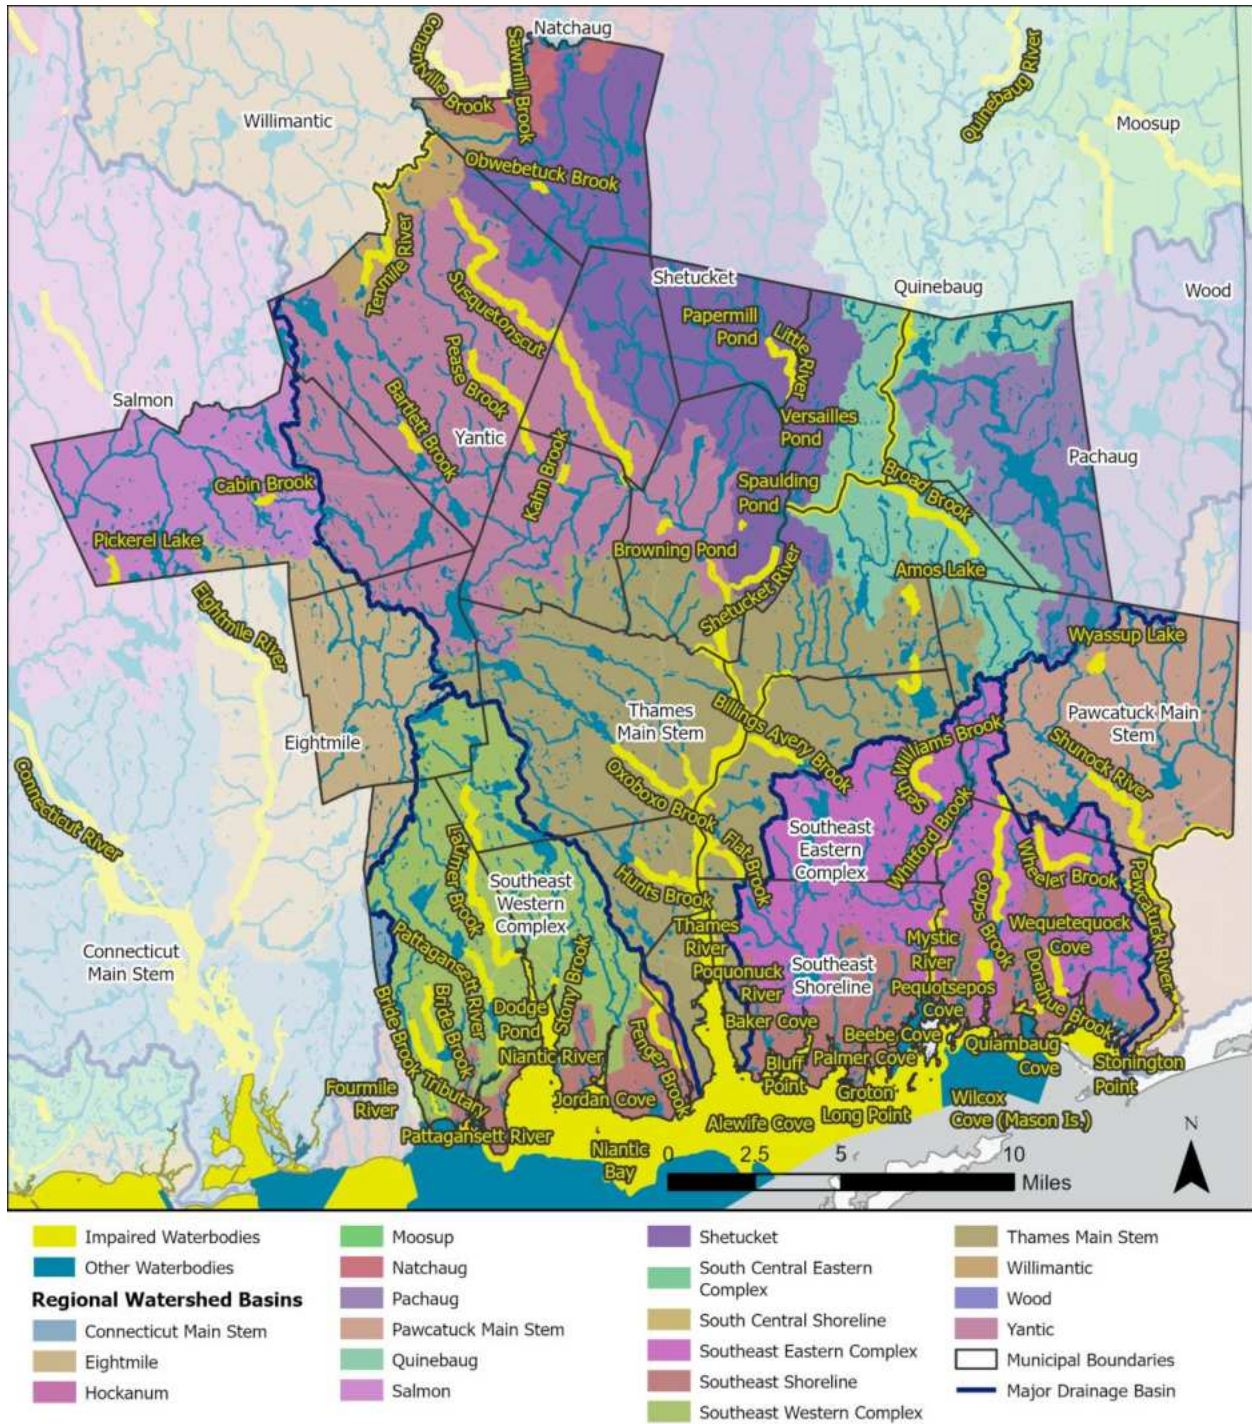 Natchaug
Conantville Brook
Sawmill Brook
Quinebaug River
Moosup
Willimantic
Obwebetuck Brook
Tenmile River
Susquetonscut
Shetucket
Quinebaug
Wood
Papermill
Pond
Little River
Pease Brook
Salmon
Bartlett Brook
Yantic
Versailles
Pond
Pachaug
Kahn Brook
Cabin Brook
Spaulding
Pond
Broad Brook
Pickerel Lake
Browning Pond
Eightmile River
Shetucket River
Amos Lake
Wyassup Lake
Thames
Main Stem
Billings Avery Brook
Pawcatuck Main
Stem
Eightmile
Connecticut River
Oxoboxo Brook
Seth Williams Brook
Shunock River
Latimer Brook
Southeast
Western
Complex
Flat Brook
Southeast
Eastern
Complex
Whitford Brook
Hunts Brook
Copps Brook
Wheeler Brook
Pawcatuck River
Connecticut
Main Stem
Pattagansett River
Thames
River
Mystic
River
Wequetequock
Cove
Stony Brook
Poquonuck
River
Southeast
Shoreline
Pequotsepos
Cove
Donahue Brook
Bride Brook
Bride Brook Tributary
Dodge
Pond
Niantic River
Fenger Brook
Baker Cove
Beebe Cove
Bluff
Point
Palmer Cove
Quiambaug
Cove
Stonington
Point
Fourmile
River
Jordan Cove
Groton
Long Point
Wilcox
Cove (Mason Is.)
Alewife Cove
Pattagansett River
Niantic
Bay
N
0 2.5 5 10
Miles
Impaired Waterbodies
Other Waterbodies
Regional Watershed Basins
Connecticut Main Stem
Eightmile
Hockanum
Moosup
Natchaug
Pachaug
Pawcatuck Main Stem
Quinebaug
Salmon
Shetucket
South Central Eastern
Complex
South Central Shoreline
Southeast Eastern Complex
Southeast Shoreline
Southeast Western Complex
Thames Main Stem
Willimantic
Wood
Yantic
Municipal Boundaries
Major Drainage Basin